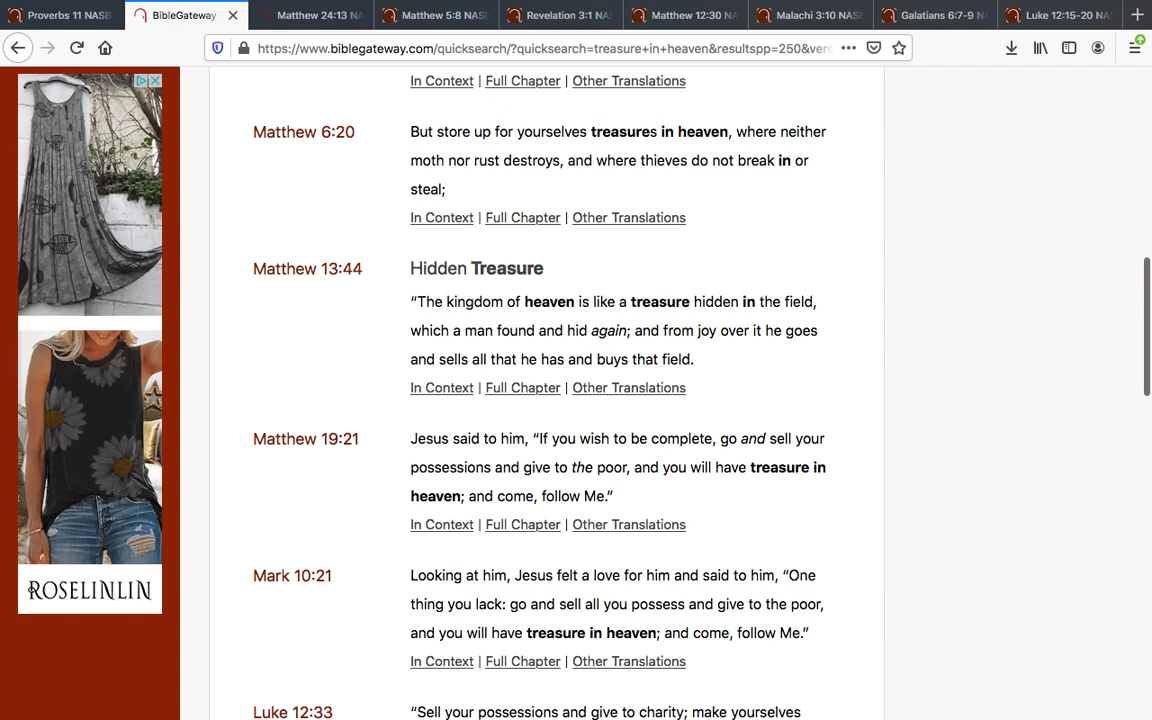 Proverbs 11 NASB
BibleGateway -
Matthew 24:13 NA
Matthew 5:8 NASB
Revelation 3:1 NA
Matthew 12:30 NA
Malachi 3:10 NASB
Galatians 6:7-9 N
Luke 12:15-20 NA
https://www.biblegateway.com/quicksearch/?quicksearch=treasure+in+heaven&resultspp=250&vers
In Context | Full Chapter | Other Translations
Matthew 6:20
But store up for yourselves treasures in heaven, where neither
moth nor rust destroys, and where thieves do not break in or
steal;
In Context | Full Chapter | Other Translations
Matthew 13:44
Hidden Treasure
“The kingdom of heaven is like a treasure hidden in the field,
which a man found and hid again; and from joy over it he goes
and sells all that he has and buys that field.
In Context | Full Chapter | Other Translations
Matthew 19:21
Jesus said to him, “If you wish to be complete, go and sell your
possessions and give to the poor, and you will have treasure in
heaven; and come, follow Me.”
In Context | Full Chapter | Other Translations
Mark 10:21
Looking at him, Jesus felt a love for him and said to him, “One
thing you lack: go and sell all you possess and give to the poor,
and you will have treasure in heaven; and come, follow Me.”
In Context | Full Chapter | Other Translations
Luke 12:33
“Sell your possessions and give to charity; make yourselves
ROSELINLIN